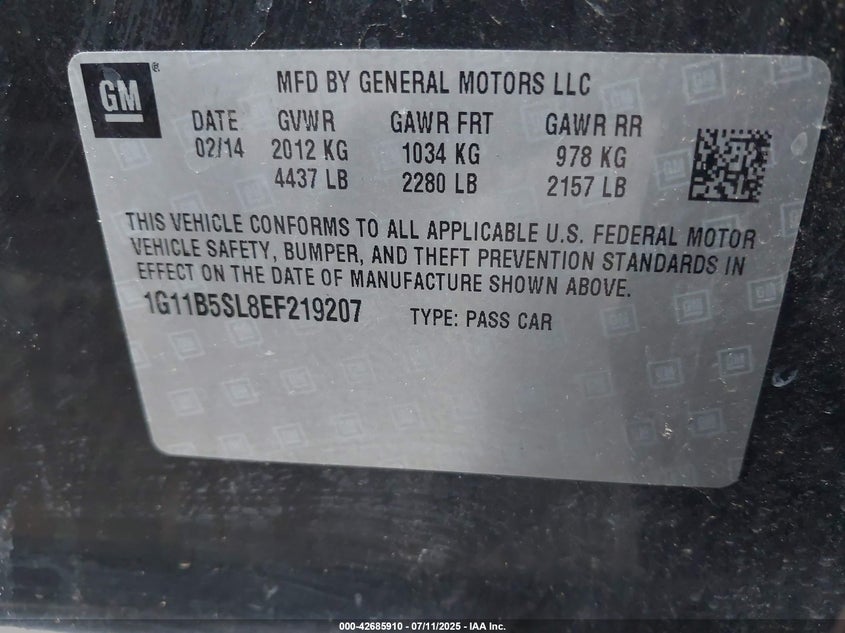 GM®
MFD BY GENERAL MOTORS LLC
DATE GVWR GAWR FRT GAWR RR
02/14 2012 KG 1034 KG 978 KG
4437 LB 2280 LB 2157 LB
THIS VEHICLE CONFORMS TO ALL APPLICABLE U.S. FEDERAL MOTOR
VEHICLE SAFETY, BUMPER, AND THEFT PREVENTION STANDARDS IN
EFFECT ON THE DATE OF MANUFACTURE SHOWN ABOVE.
1G11B5SL8EF219207 TYPE: PASS CAR
000-42685910 - 07/11/2025 - IAA Inc.